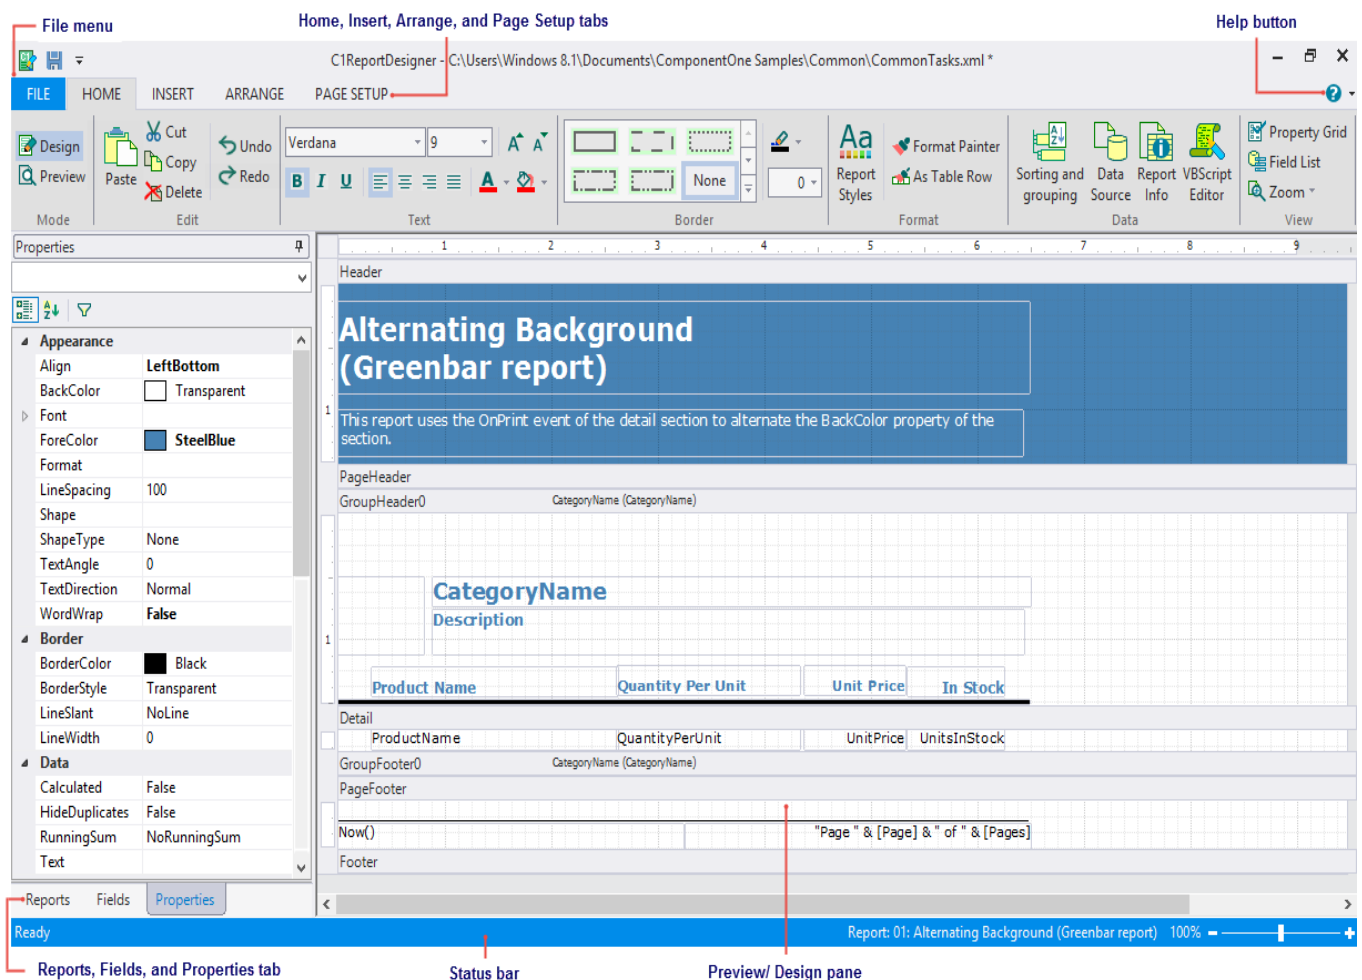 File menu
Home, Insert, Arrange, and Page Setup tabs
Help button
C1ReportDesigner - C:\Users\Windows 8.1\Documents\ComponentOne Samples\Common\CommonTasks.xml *
FILE HOME INSERT ARRANGE PAGE SETUP
Design
Preview
Mode
Paste
Cut
Copy
Delete
Undo
Redo
Edit
Verdana 9
B I U
Text
None
0
Border
Report
Styles
Format Painter
As Table Row
Format
Sorting and
grouping
Data
Source
Report
Info
VBScript
Editor
Data
Property Grid
Field List
Zoom
View
Properties
Appearance
Align LeftBottom
BackColor Transparent
Font
ForeColor SteelBlue
Format
LineSpacing 100
Shape
ShapeType None
TextAngle 0
TextDirection Normal
WordWrap False
Border
BorderColor Black
BorderStyle Transparent
LineSlant NoLine
LineWidth 0
Data
Calculated False
HideDuplicates False
RunningSum NoRunningSum
Text
Reports Fields Properties
1 2 3 4 5 6 7 8 9
Header
Alternating Background
(Greenbar report)
1
This report uses the OnPrint event of the detail section to alternate the BackColor property of the
section.
PageHeader
GroupHeader0 CategoryName (CategoryName)
CategoryName
Description
1
Product Name Quantity Per Unit Unit Price In Stock
Detail
ProductName QuantityPerUnit UnitPrice UnitsInStock
GroupFooter0 CategoryName (CategoryName)
PageFooter
Now() "Page " & [Page] & " of " & [Pages]
Footer
Ready
Report: 01: Alternating Background (Greenbar report) 100%
Reports, Fields, and Properties tab
Status bar
Preview/ Design pane